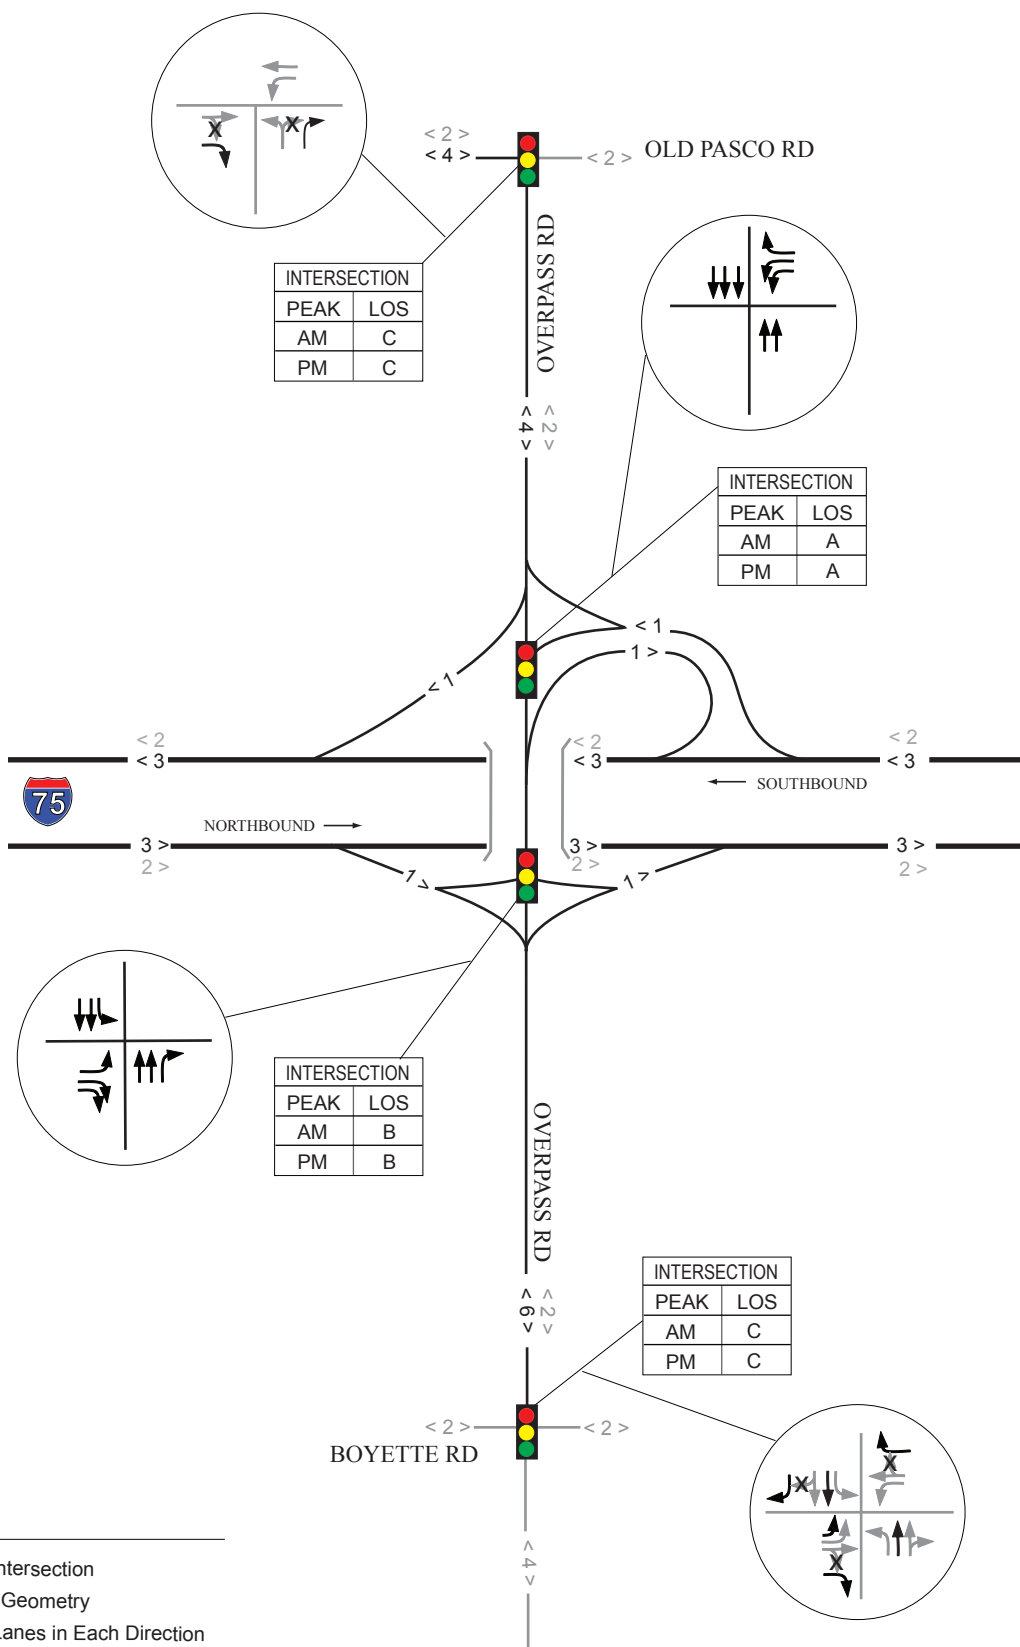 < 2 >
< 4 >
< 2 >
OLD PASCO RD
OVERPASS RD
INTERSECTION
PEAK LOS
AM C
PM C
X
X
< 4 >
< 2 >
INTERSECTION
PEAK LOS
AM A
PM A
< 1
1 >
< 1
< 2
< 3
< 2
< 3
< 2
< 3
75
SOUTHBOUND
NORTHBOUND
3 >
2 >
3 >
2 >
3 >
2 >
1 >
1 >
INTERSECTION
PEAK LOS
AM B
PM B
OVERPASS RD
INTERSECTION
PEAK LOS
AM C
PM C
< 6 >
< 2 >
< 2 >
< 2 >
BOYETTE RD
X
X
X
< 4 >
Geometry
in Each Direction